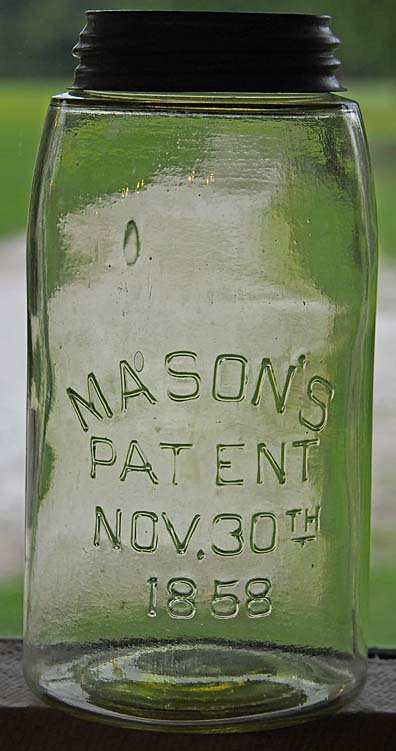 MASON'S
PATENT
NOV. 30TH
1858